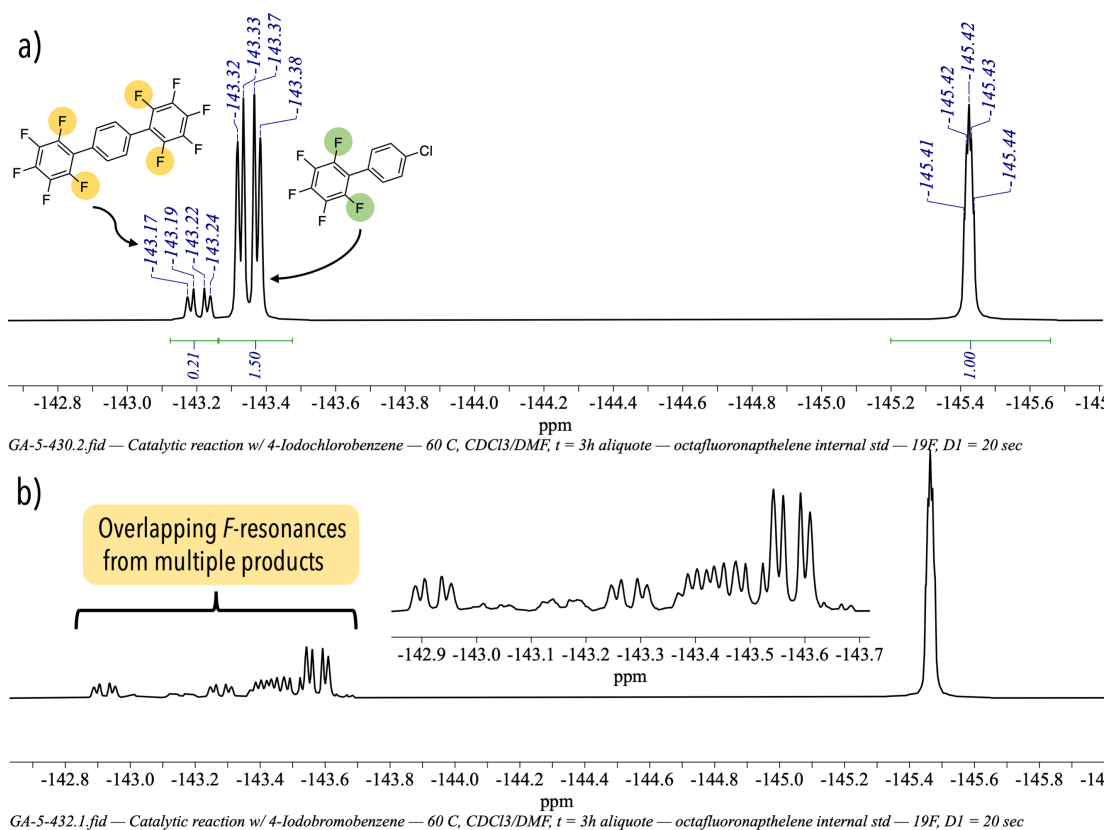 a)
-143.32
-143.33
-143.37
-143.38
-145.41
-145.42
-145.42
-145.43
-145.44
F F F F F F F F F F
F F F F F Cl
-143.17
-143.19
-143.22
-143.24
0.21
1.50
1.00
-142.8 -143.0 -143.2 -143.4 -143.6 -143.8 -144.0 -144.2 -144.4 -144.6 -144.8 -145.0 -145.2 -145.4 -145.6 -145
ppm
GA-5-430.2.fid — Catalytic reaction w/ 4-Iodochlorobenzene — 60 C, CDCl3/DMF, t = 3h aliquote — octafluoronapthelene internal std — 19F, D1 = 20 sec
b)
Overlapping F-resonances
from multiple products
-142.9 -143.0 -143.1 -143.2 -143.3 -143.4 -143.5 -143.6 -143.7
ppm
-142.8 -143.0 -143.2 -143.4 -143.6 -143.8 -144.0 -144.2 -144.4 -144.6 -144.8 -145.0 -145.2 -145.4 -145.6 -145.8 -14
ppm
GA-5-432.1.fid — Catalytic reaction w/ 4-Iodobromobenzene — 60 C, CDCl3/DMF, t = 3h aliquote — octafluoronapthelene internal std — 19F, D1 = 20 sec